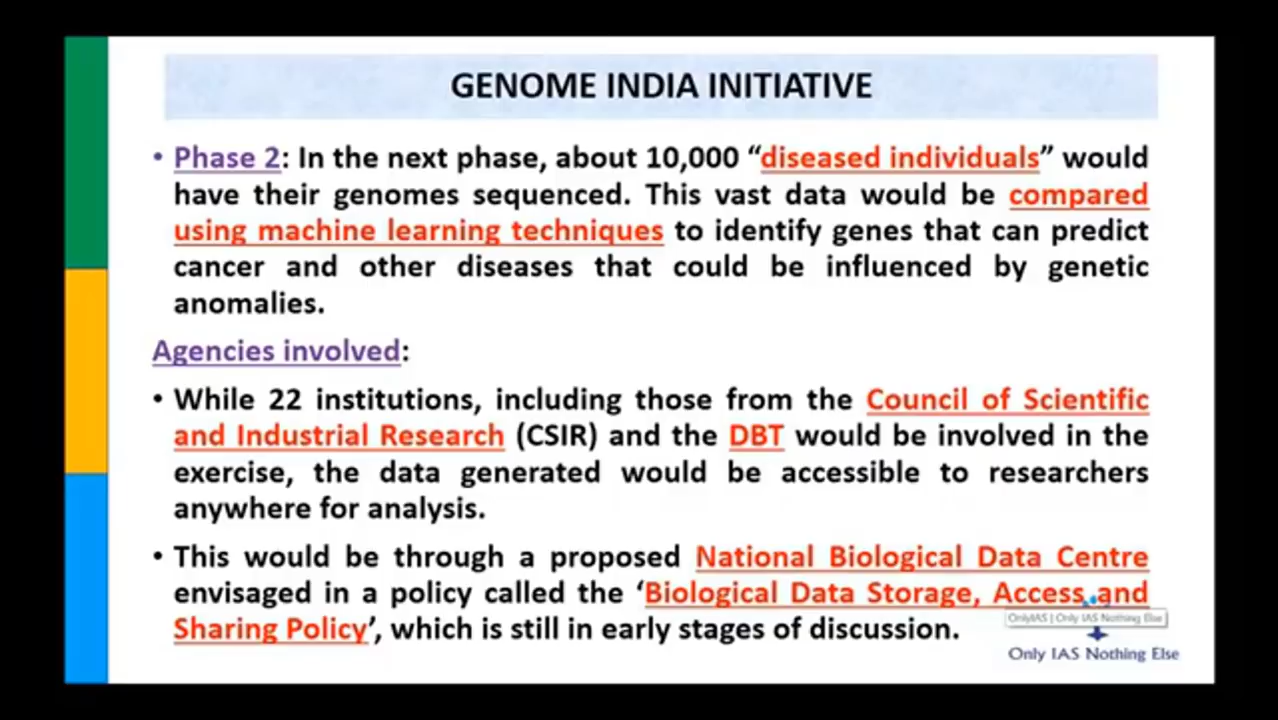 GENOME INDIA INITIATIVE
• Phase 2: In the next phase, about 10,000 “diseased individuals” would
have their genomes sequenced. This vast data would be compared
using machine learning techniques to identify genes that can predict
cancer and other diseases that could be influenced by genetic
anomalies.
Agencies involved:
• While 22 institutions, including those from the Council of Scientific
and Industrial Research (CSIR) and the DBT would be involved in the
exercise, the data generated would be accessible to researchers
anywhere for analysis.
• This would be through a proposed National Biological Data Centre
envisaged in a policy called the ‘Biological Data Storage, Access and
Sharing Policy’, which is still in early stages of discussion.
OnlyIAS | Only IAS Nothing Else
Only IAS Nothing Else